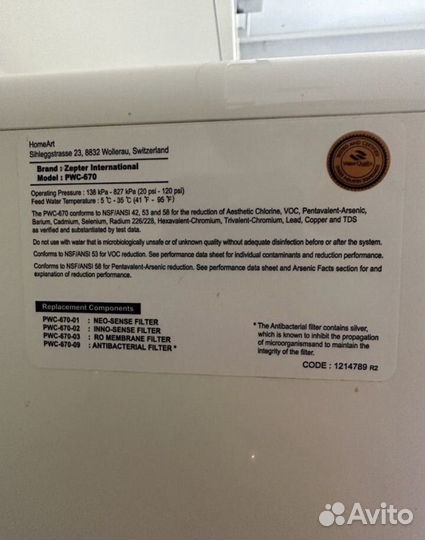 HomeArt
Sihleggstrasse 23, 8832 Wollerau, Switzerland
Brand : Zepter International
Model : PWC-670
Operating Pressure : 138 kPa - 827 kPa (20 psi - 120 psi)
Feed Water Temperature : 5 ℃ - 35 ℃ (41 ℉ - 95 ℉)
The PWC-670 conforms to NSF/ANSI 42, 53 and 58 for the reduction of Aesthetic Chlorine, VOC, Pentavalent-Arsenic,
Barium, Cadmium, Selenium, Radium 226/228, Hexavalent-Chromium, Trivalent-Chromium, Lead, Copper and TDS
as verified and substantiated by test data.
Do not use with water that is microbiologically unsafe or of unknown quality without adequate disinfection before or after the system.
Conforms to NSF/ANSI 53 for VOC reduction. See performance data sheet for individual contaminants and reduction performance.
Conforms to NSF/ANSI 58 for Pentavalent-Arsenic reduction. See performance data sheet and Arsenic Facts section for and
explanation of reduction performance.
Replacement Components
PWC-670-01 : NEO-SENSE FILTER
PWC-670-02 : INNO-SENSE FILTER
PWC-670-03 : RO MEMBRANE FILTER
PWC-670-09 : ANTIBACTERIAL FILTER *
* The Antibacterial filter contains silver,
which is known to inhibit the propagation
of microorganismsand to maintain the
integrity of the filter.
CODE : 1214789 R2
Water Quality
Avito